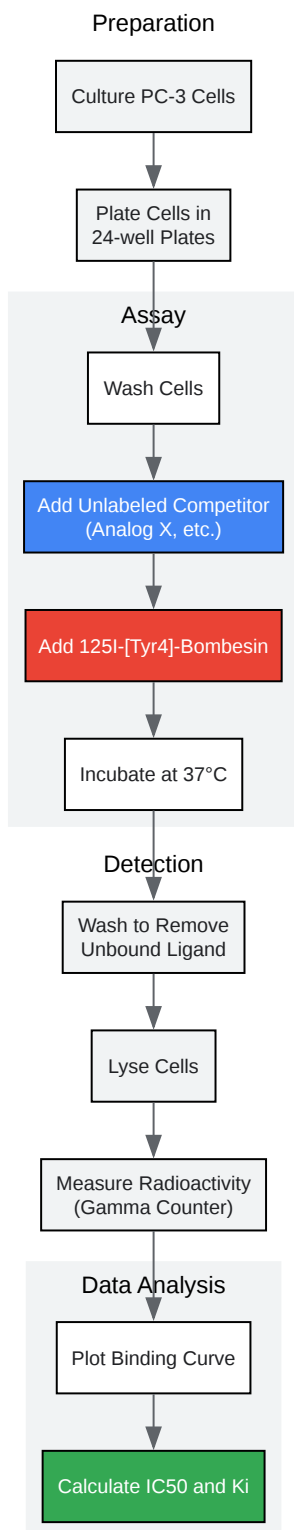 Preparation
Culture PC-3 Cells
Plate Cells in
24-well Plates
Assay
Wash Cells
Add Unlabeled Competitor
(Analog X, etc.)
Add 125I-[Tyr4]-Bombesin
Incubate at 37°C
Detection
Wash to Remove
Unbound Ligand
Lyse Cells
Measure Radioactivity
(Gamma Counter)
Data Analysis
Plot Binding Curve
Calculate IC50 and Ki